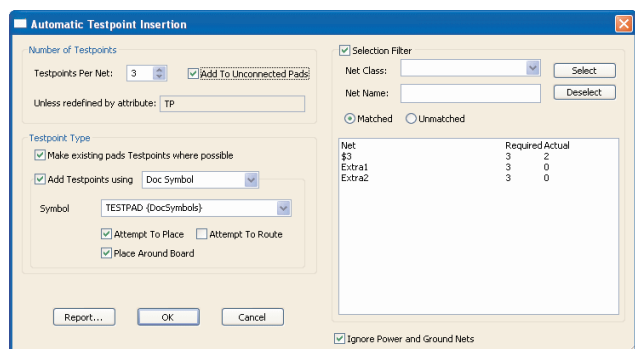 Automatic Testpoint Insertion
Number of Testpoints
Testpoints Per Net: 3 Add To Unconnected Pads
Unless redefined by attribute: TP
Testpoint Type
Make existing pads Testpoints where possible
Add Testpoints using Doc Symbol
Symbol TESTPAD {DocSymbols}
Attempt To Place Attempt To Route
Place Around Board
Report... OK Cancel
Selection Filter
Net Class: Select
Net Name: Deselect
Matched Unmatched
Net Required Actual
$3 3 2
Extra1 3 0
Extra2 3 0
Ignore Power and Ground Nets